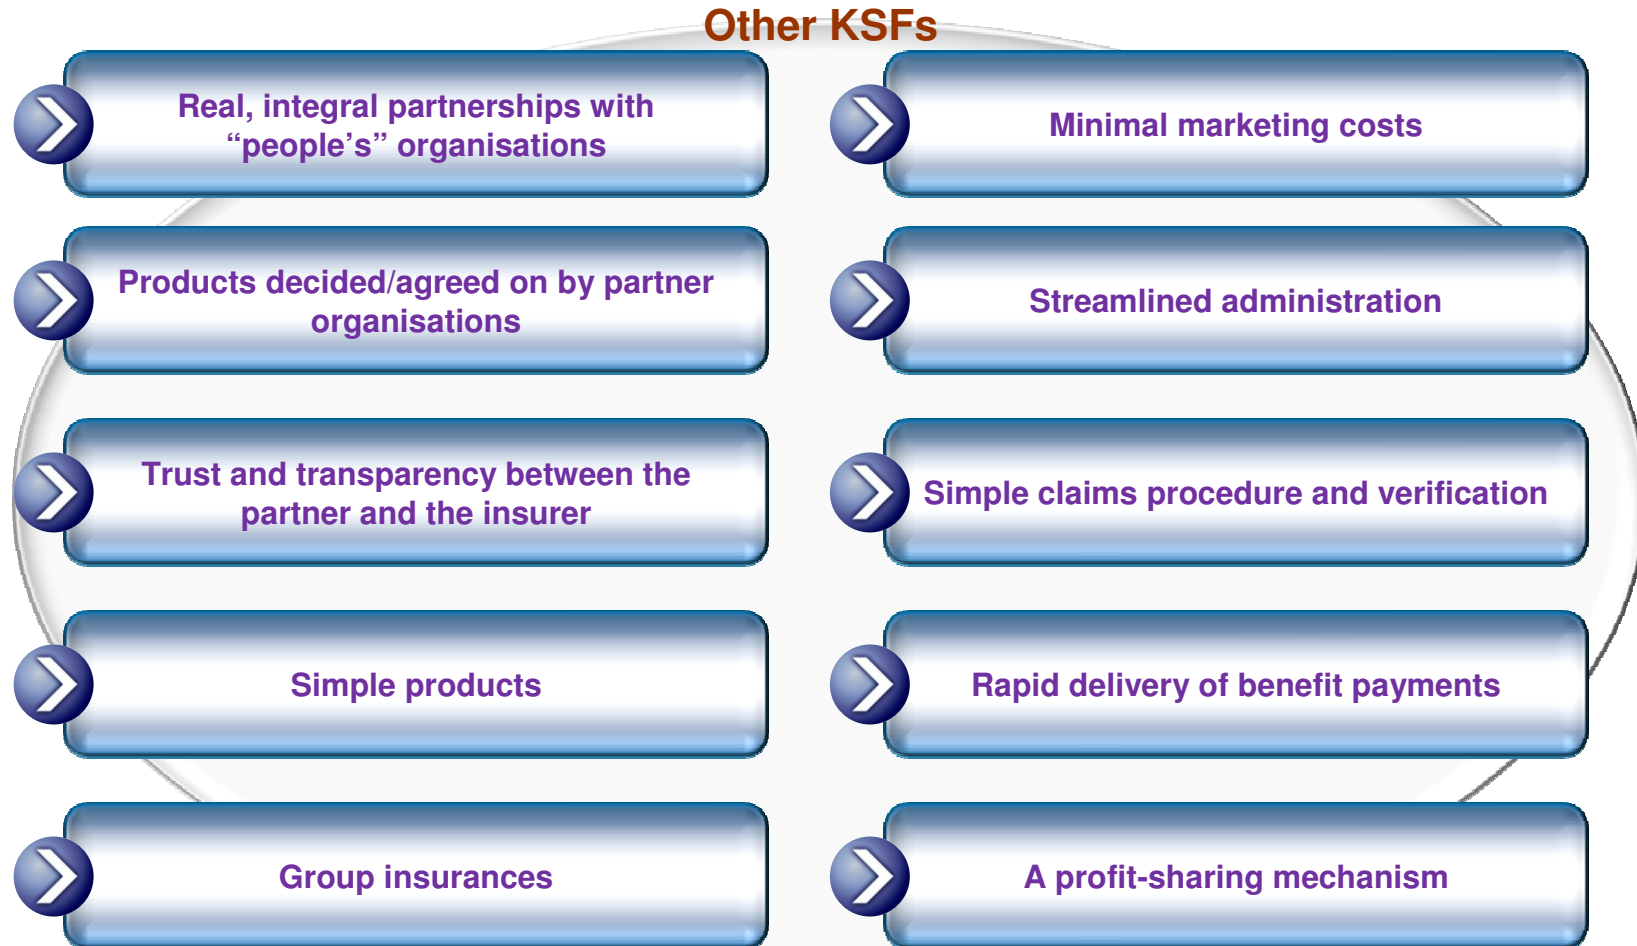 Other KSFs
Real, integral partnerships with
“people’s” organisations
Minimal marketing costs
Products decided/agreed on by partner
organisations
Streamlined administration
Trust and transparency between the
partner and the insurer
Simple claims procedure and verification
Simple products
Rapid delivery of benefit payments
Group insurances
A profit-sharing mechanism